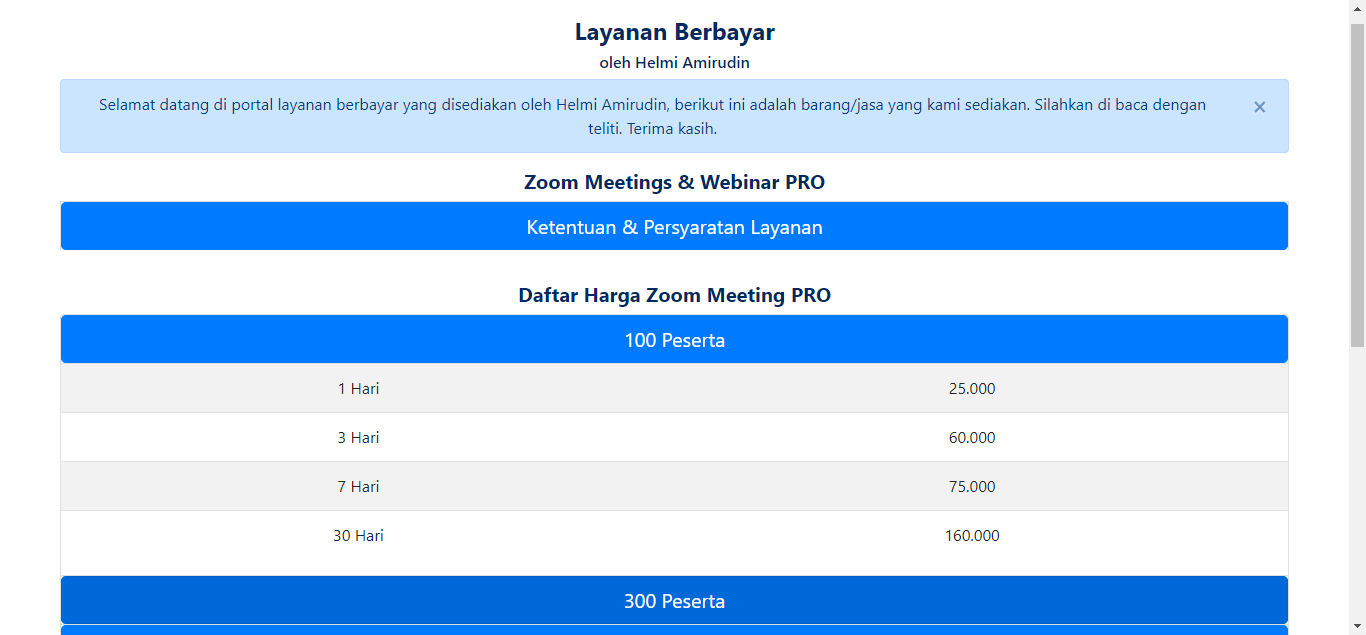 Layanan Berbayar
oleh Helmi Amirudin
Selamat datang di portal layanan berbayar yang disediakan oleh Helmi Amirudin, berikut ini adalah barang/jasa yang kami sediakan. Silahkan di baca dengan
teliti. Terima kasih.
×
Zoom Meetings & Webinar PRO
Ketentuan & Persyaratan Layanan
Daftar Harga Zoom Meeting PRO
100 Peserta
1 Hari 25.000
3 Hari 60.000
7 Hari 75.000
30 Hari 160.000
300 Peserta